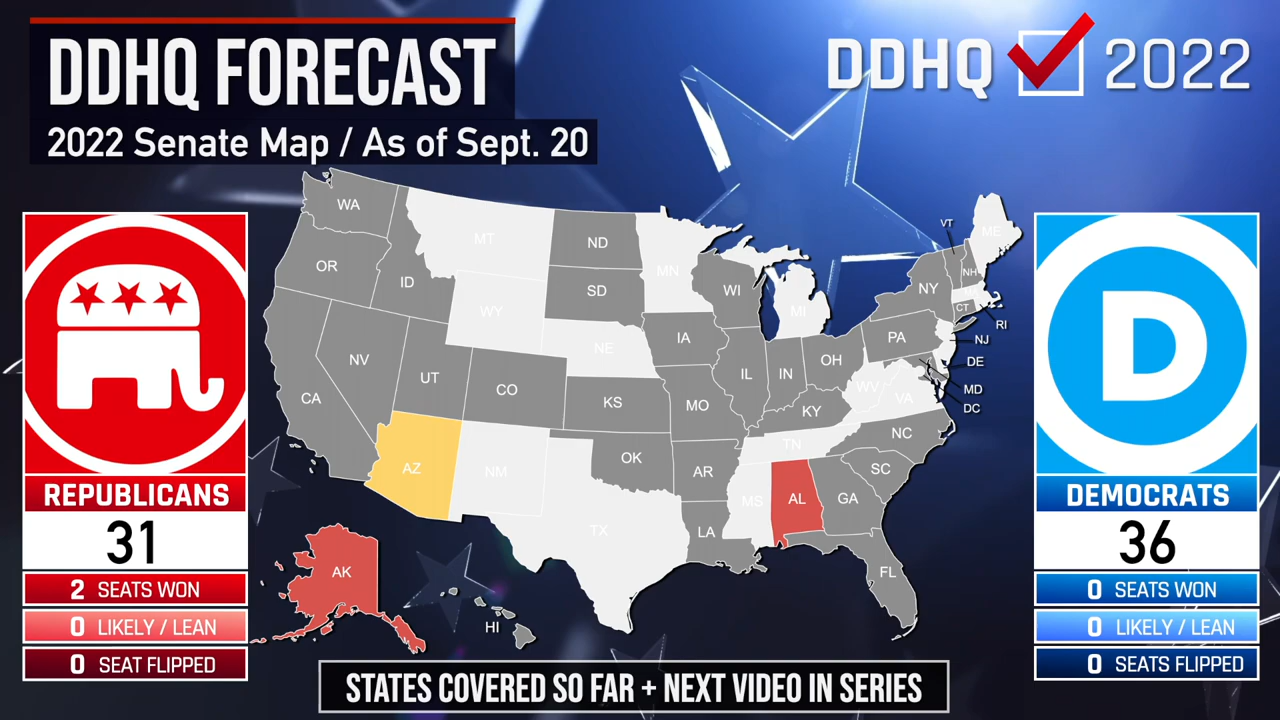 DDHQ FORECAST
2022 Senate Map / As of Sept. 20
DDHQ 2022
REPUBLICANS
31
2 SEATS WON
0 LIKELY / LEAN
0 SEAT FLIPPED
WA
OR
CA
ID
NV
UT
AZ
MT
WY
CO
NM
ND
SD
NE
KS
OK
TX
MN
IA
MO
AR
LA
WI
IL
MS
MI
IN
KY
TN
AL
OH
WV
VA
NC
SC
GA
FL
PA
NY
VT
NH
ME
MA
CT
RI
NJ
DE
MD
DC
AK
HI
D
DEMOCRATS
36
0 SEATS WON
0 LIKELY / LEAN
0 SEATS FLIPPED
STATES COVERED SO FAR + NEXT VIDEO IN SERIES